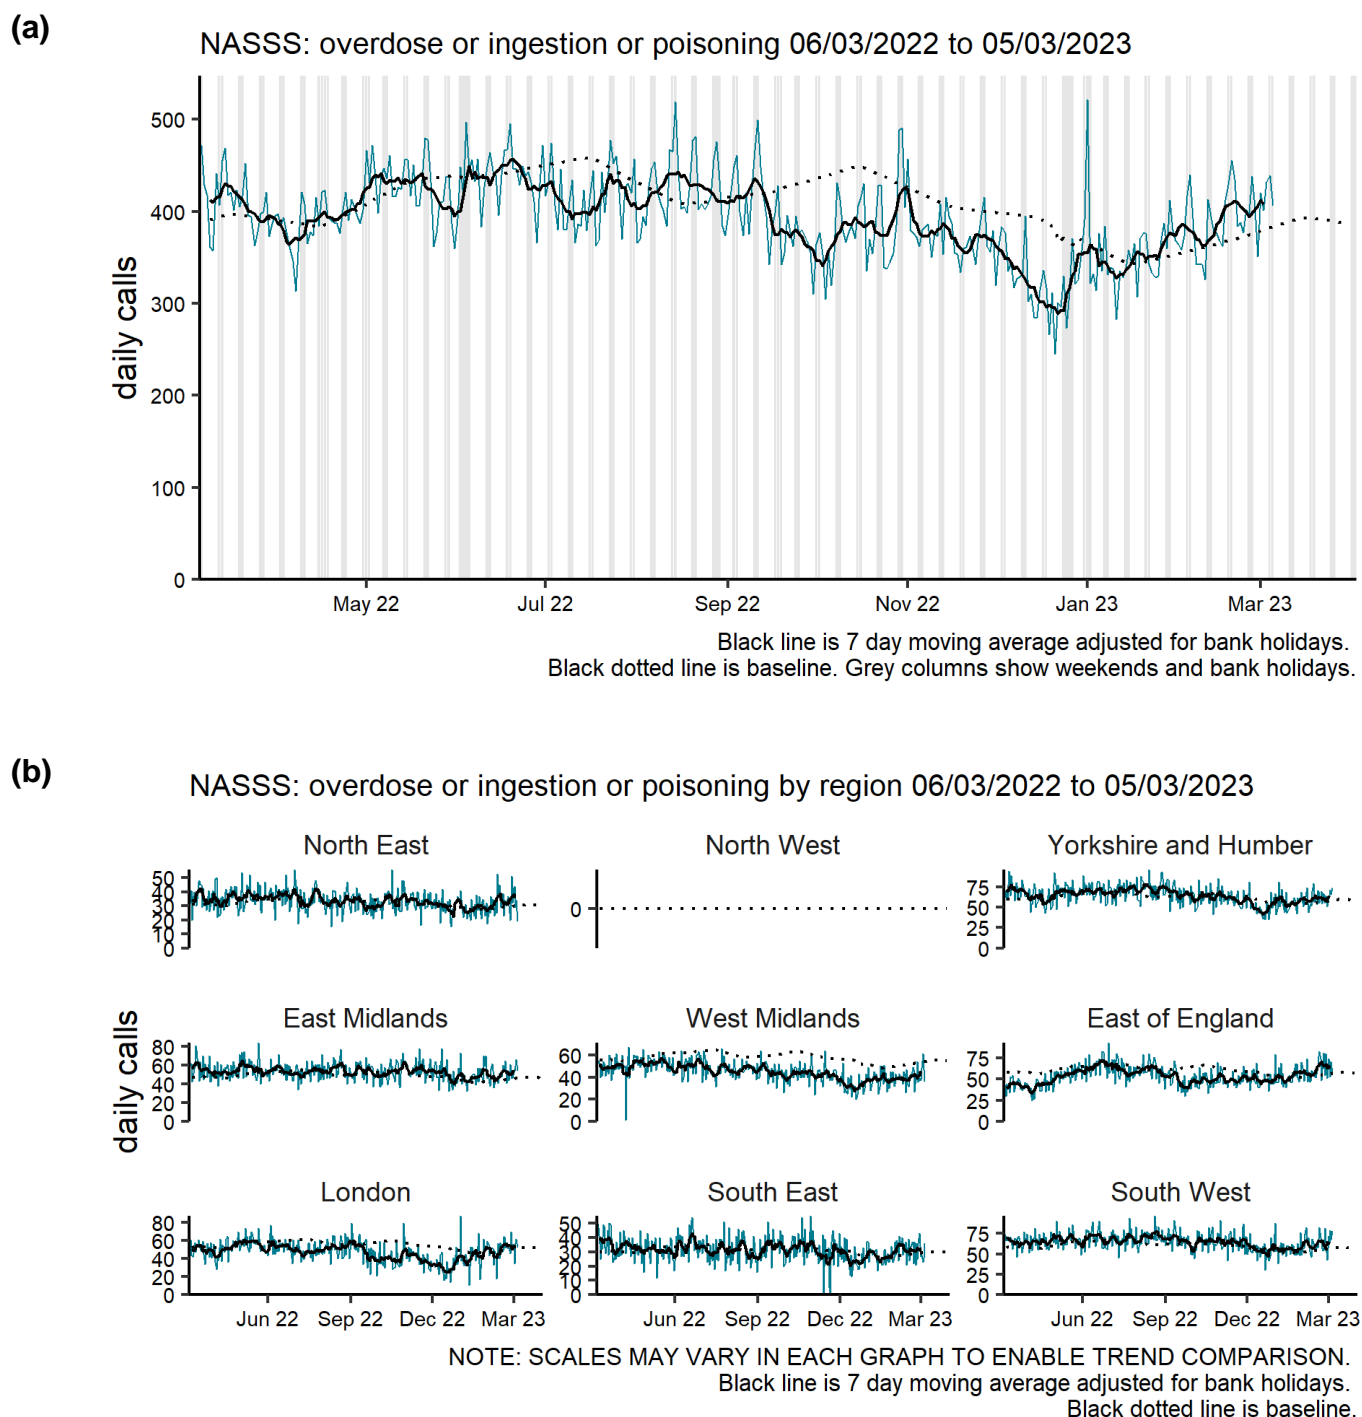 (a)
NASSS: overdose or ingestion or poisoning 06/03/2022 to 05/03/2023
500
400
300
200
100
0
daily calls
May 22 Jul 22 Sep 22 Nov 22 Jan 23 Mar 23
Black line is 7 day moving average adjusted for bank holidays.
Black dotted line is baseline. Grey columns show weekends and bank holidays.
(b)
NASSS: overdose or ingestion or poisoning by region 06/03/2022 to 05/03/2023
North East North West Yorkshire and Humber
50
40
30
20
10
0
0
75
50
25
0
daily calls
East Midlands West Midlands East of England
80
60
40
20
0
60
40
20
0
75
50
25
0
London South East South West
80
60
40
20
0
50
40
30
20
10
0
75
50
25
0
Jun 22 Sep 22 Dec 22 Mar 23 Jun 22 Sep 22 Dec 22 Mar 23 Jun 22 Sep 22 Dec 22 Mar 23
NOTE: SCALES MAY VARY IN EACH GRAPH TO ENABLE TREND COMPARISON.
Black line is 7 day moving average adjusted for bank holidays.
Black dotted line is baseline.